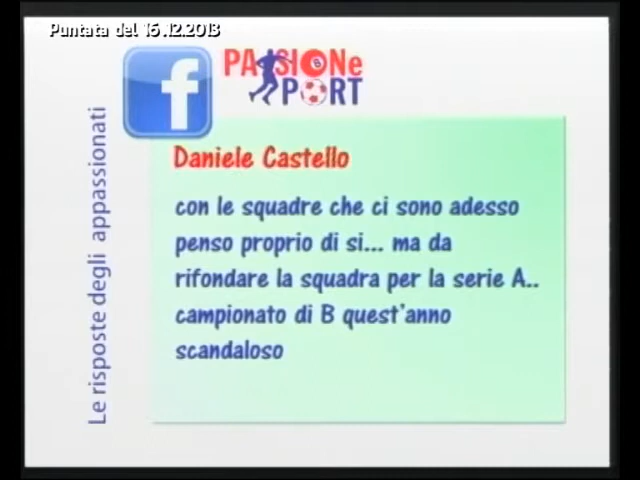 Puntata del 16.12.2013
PASSIONe
SPORT
Le risposte degli appassionati
Daniele Castello
con le squadre che ci sono adesso
penso proprio di si... ma da
rifondare la squadra per la serie A..
campionato di B quest'anno
scandaloso